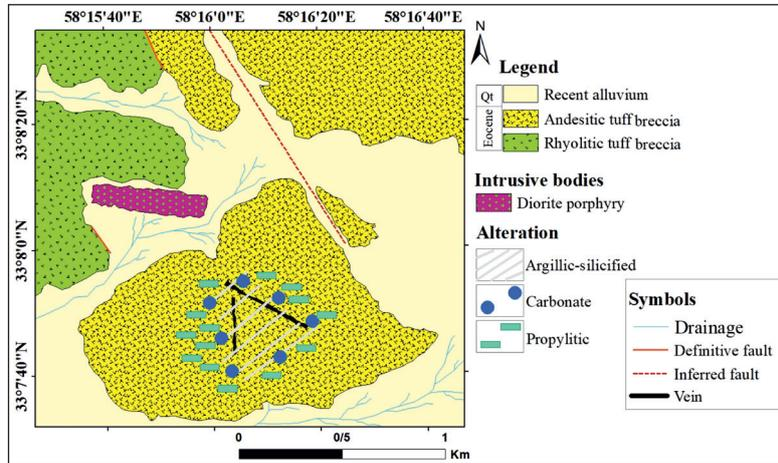 58°15'40"E 58°16'0"E 58°16'20"E 58°16'40"E
N
33°8'20"N
33°8'0"N
33°7'40"N
Legend
Qt Recent alluvium
Eocene Andesitic tuff breccia
Rhyolitic tuff breccia
Intrusive bodies
Diorite porphyry
Alteration
Argillic-silicified
Carbonate
Propylitic
Symbols
Drainage
Definitive fault
Inferred fault
Vein
0 0/5 1
Km